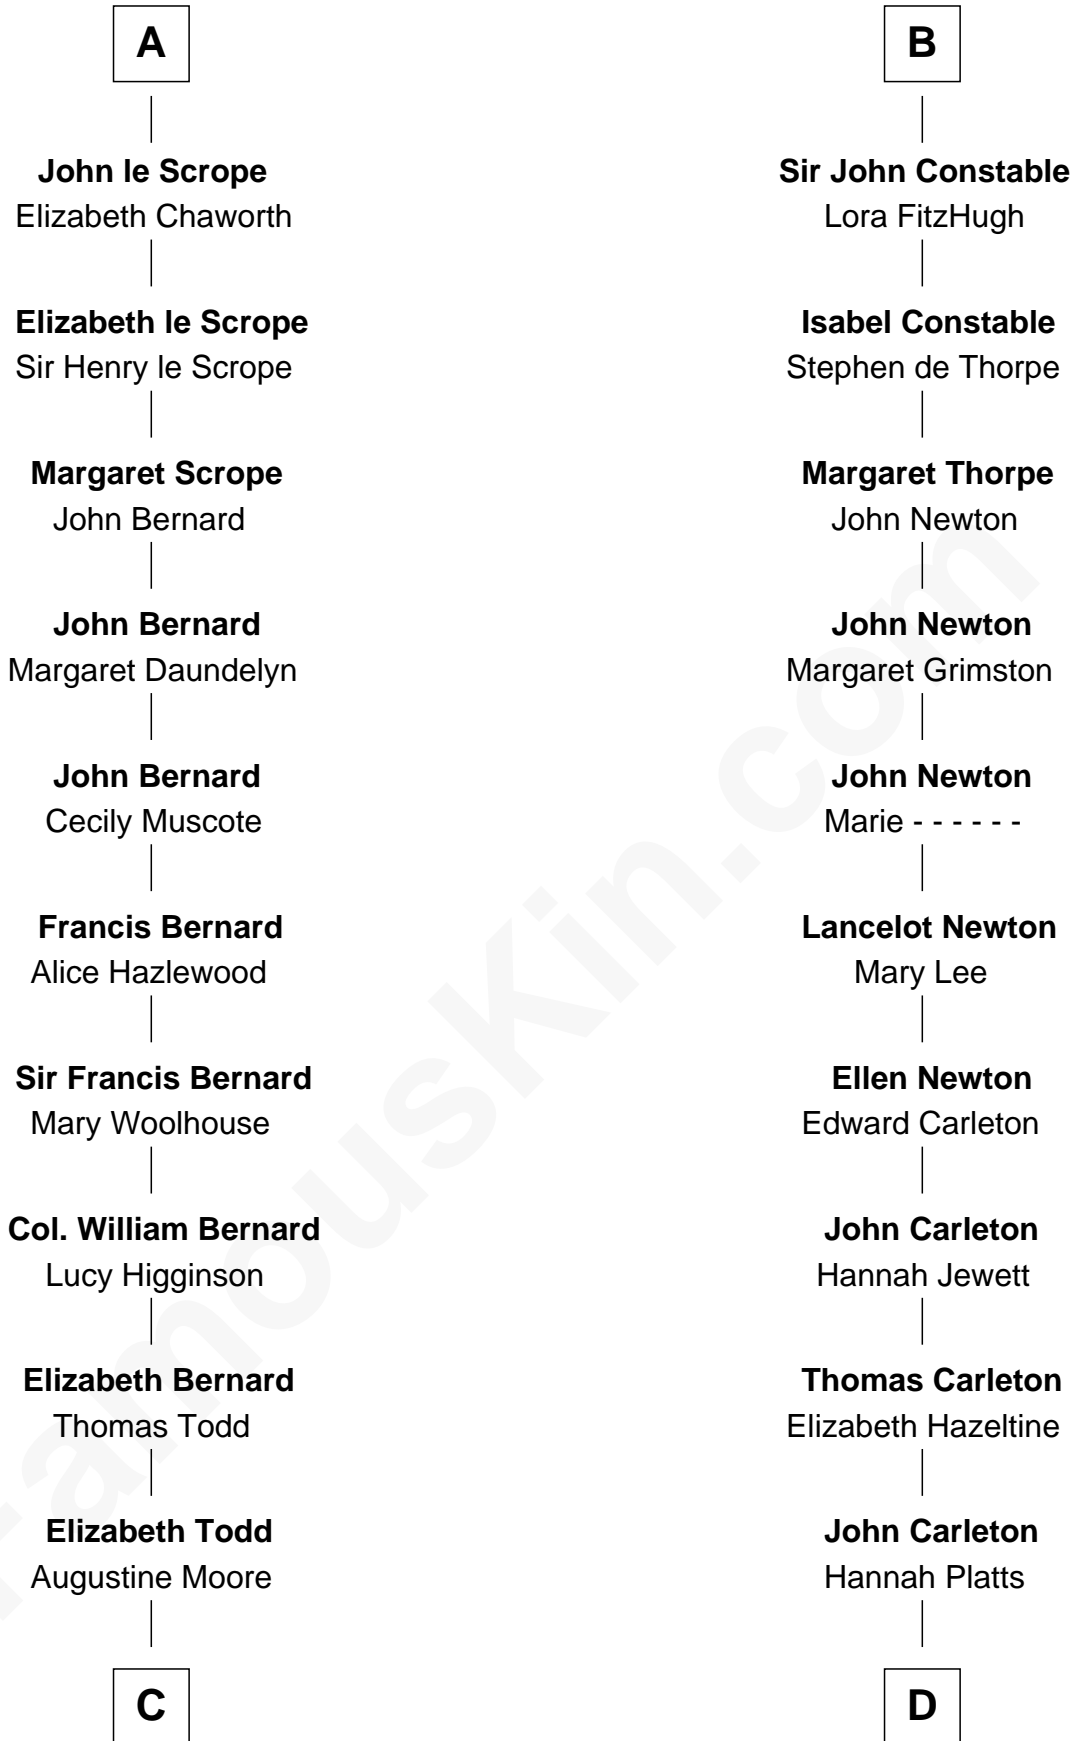 A
John le Scrope
Elizabeth Chaworth
Elizabeth le Scrope
Sir Henry le Scrope
Margaret Scrope
John Bernard
John Bernard
Margaret Daundelyn
John Bernard
Cecily Muscote
Francis Bernard
Alice Hazlewood
Sir Francis Bernard
Mary Woolhouse
Col. William Bernard
Lucy Higginson
Elizabeth Bernard
Thomas Todd
Elizabeth Todd
Augustine Moore
C
B
Sir John Constable
Lora FitzHugh
Isabel Constable
Stephen de Thorpe
Margaret Thorpe
John Newton
John Newton
Margaret Grimston
John Newton
Marie - - - - - -
Lancelot Newton
Mary Lee
Ellen Newton
Edward Carleton
John Carleton
Hannah Jewett
Thomas Carleton
Elizabeth Hazeltine
John Carleton
Hannah Platts
D
FamousKin.com